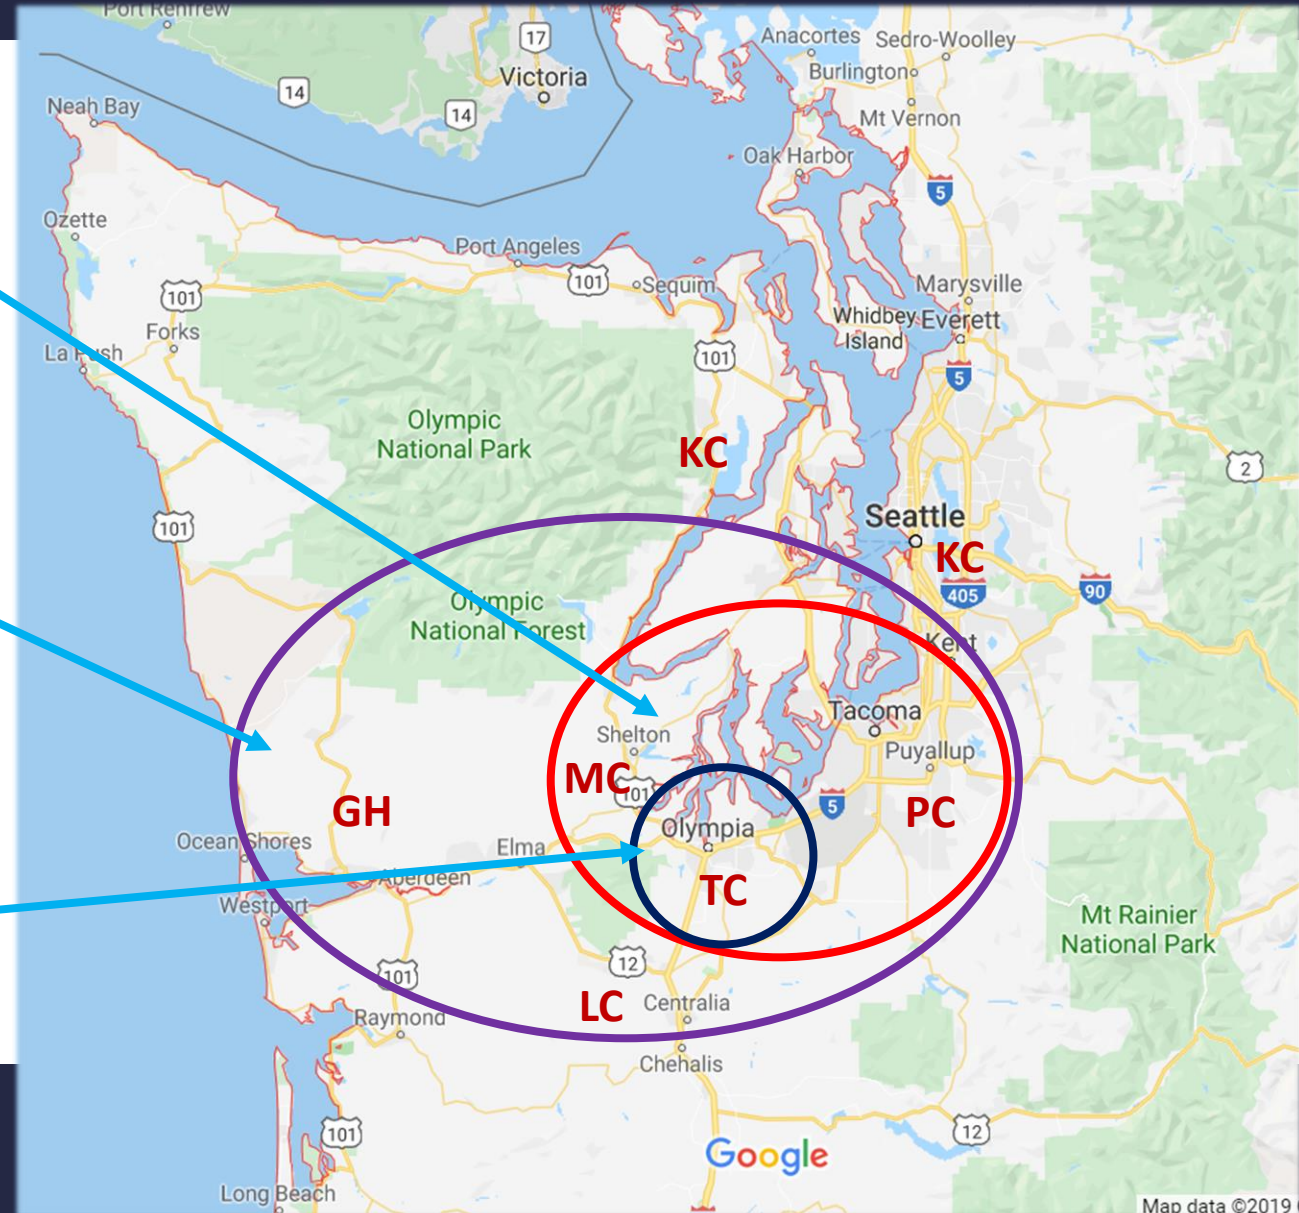 Port Renfrew
17
Anacortes
Sedro-Woolley
Victoria
Burlington
14
14
Neah Bay
Mt Vernon
Oak Harbor
5
Ozette
Port Angeles
101
Sequim
Marysville
101
Whidbey
Island
Everett
Forks
La Push
101
5
Olympic
National Park
KC
2
101
Seattle
KC
405
90
Olympic
National Forest
Kent
Tacoma
Shelton
Puyallup
MC
101
5
GH
PC
Olympia
Ocean Shores
Elma
Aberdeen
TC
Westport
Mt Rainier
National Park
101
12
LC
Centralia
Raymond
Chehalis
101
12
Google
Long Beach
Map data ©2019